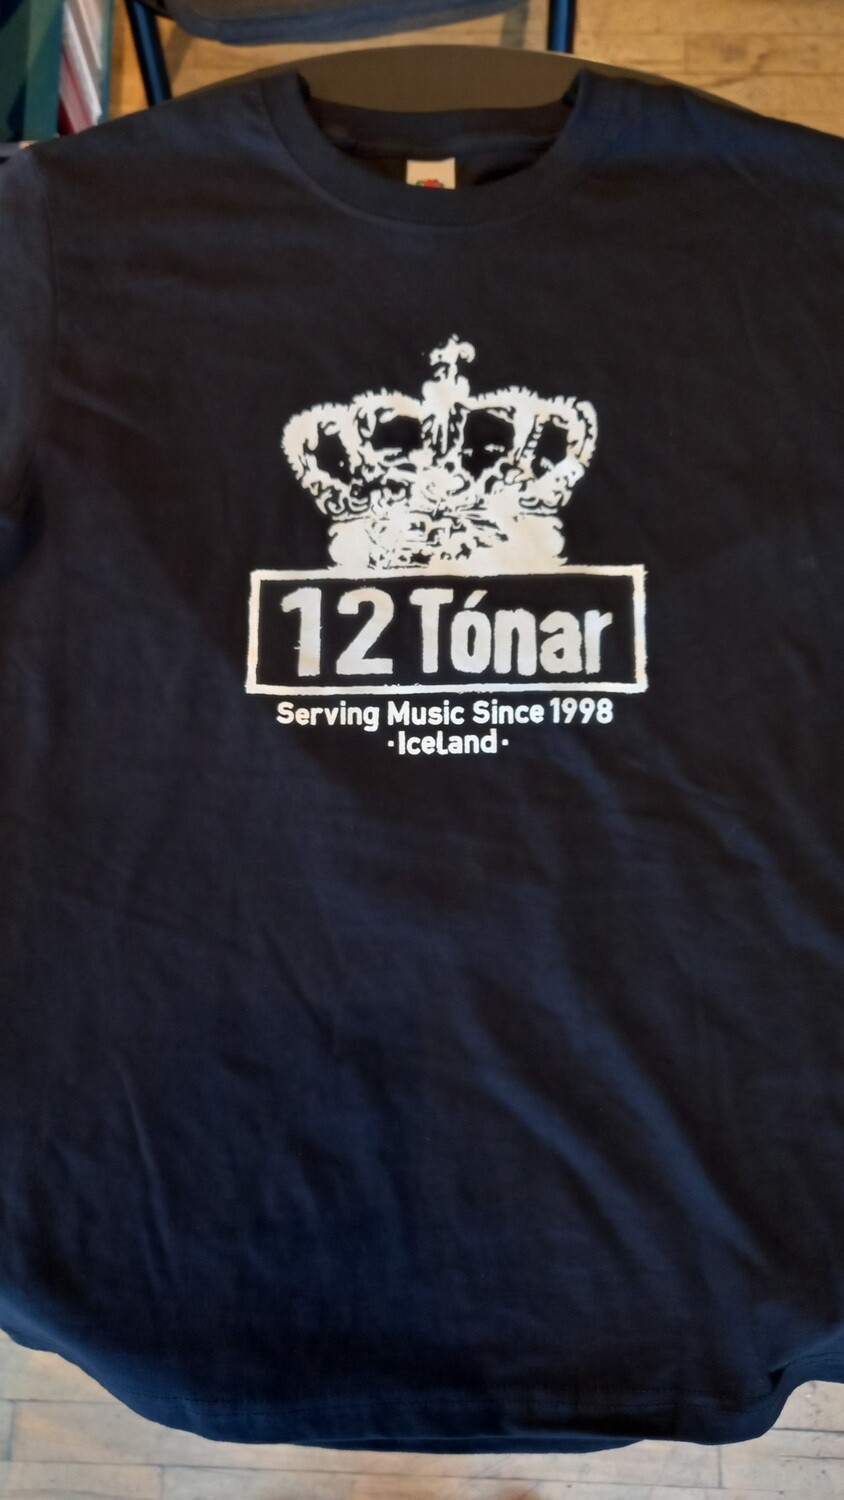 12 Tónar
Serving Music Since 1998
·Iceland·